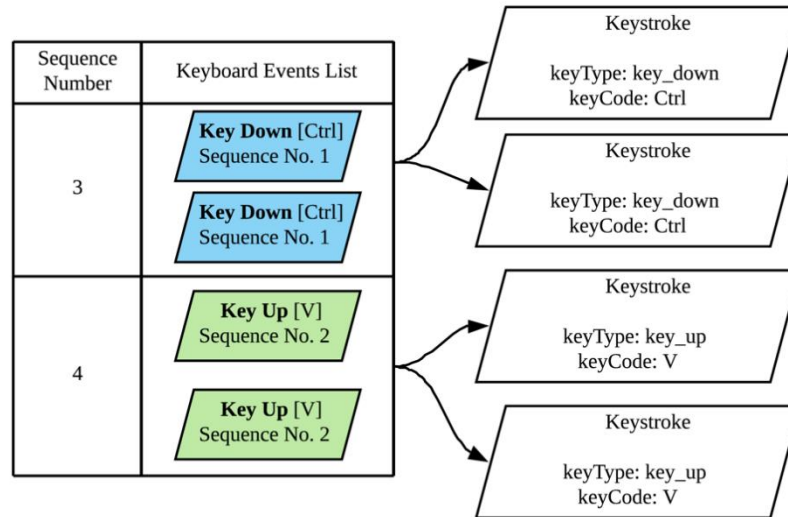 Sequence
Number
Keyboard Events List
3
Key Down [Ctrl]
Sequence No. 1
Key Down [Ctrl]
Sequence No. 1
4
Key Up [V]
Sequence No. 2
Key Up [V]
Sequence No. 2
Keystroke
keyType: key_down
keyCode: Ctrl
Keystroke
keyType: key_down
keyCode: Ctrl
Keystroke
keyType: key_up
keyCode: V
Keystroke
keyType: key_up
keyCode: V